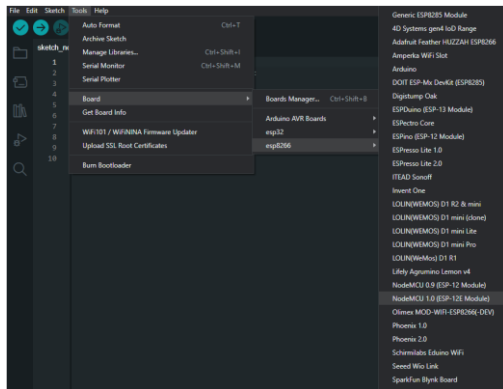 File Edit Sketch Tools Help
Auto Format Ctrl+T
Archive Sketch
Manage Libraries... Ctrl+Shift+I
Serial Monitor Ctrl+Shift+M
Serial Plotter
Board
Get Board Info
WiFi101 / WiFiNINA Firmware Updater
Upload SSL Root Certificates
Burn Bootloader
sketch_n
1
2
3
4
5
6
7
8
9
10
Boards Manager... Ctrl+Shift+B
Arduino AVR Boards
esp32
esp8266
Generic ESP8285 Module
4D Systems gen4 IoD Range
Adafruit Feather HUZZAH ESP8266
Amperka WiFi Slot
Arduino
DOIT ESP-Mx DevKit (ESP8285)
Digistump Oak
ESPDuino (ESP-13 Module)
ESPectro Core
ESPino (ESP-12 Module)
ESPresso Lite 1.0
ESPresso Lite 2.0
ITEAD Sonoff
Invent One
LOLIN(WEMOS) D1 R2 & mini
LOLIN(WEMOS) D1 mini (clone)
LOLIN(WEMOS) D1 mini Lite
LOLIN(WEMOS) D1 mini Pro
LOLIN(WeMos) D1 R1
Lifely Agrumino Lemon v4
NodeMCU 0.9 (ESP-12 Module)
NodeMCU 1.0 (ESP-12E Module)
Olimex MOD-WIFI-ESP8266(-DEV)
Phoenix 1.0
Phoenix 2.0
Schirmilabs Eduino WiFi
Seeed Wio Link
SparkFun Blynk Board